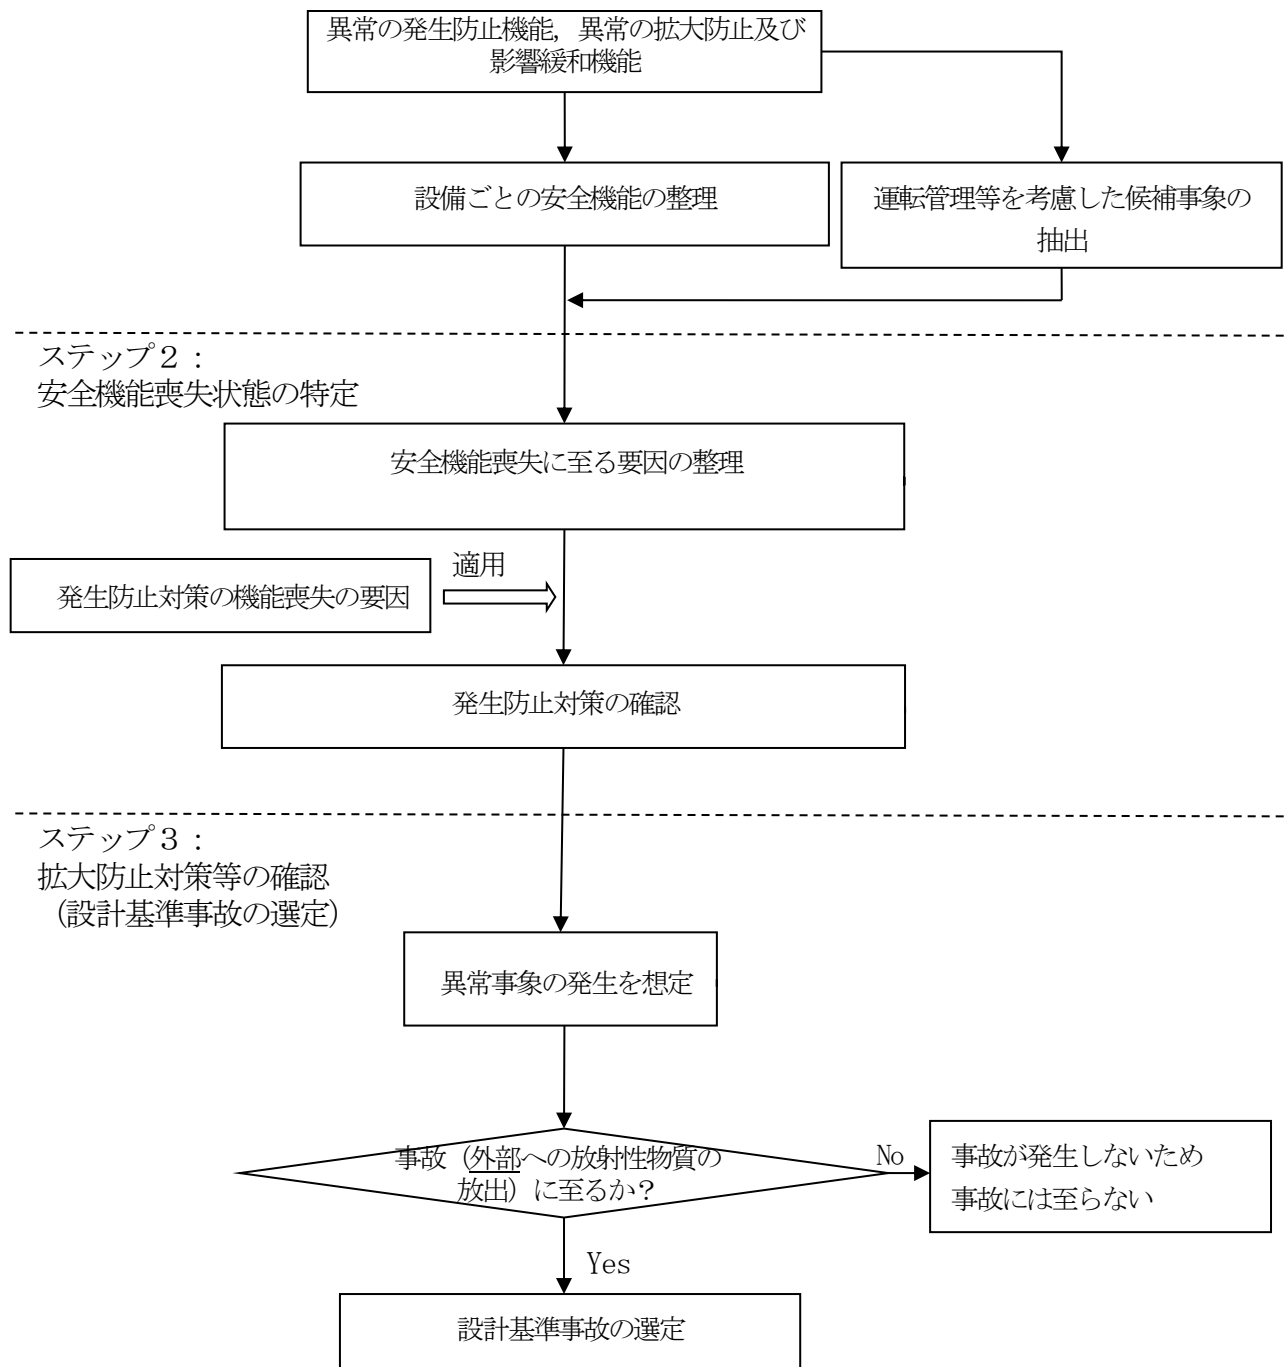 異常の発生防止機能，異常の拡大防止及び
影響緩和機能
設備ごとの安全機能の整理
運転管理等を考慮した候補事象の
抽出
ステップ２：
安全機能喪失状態の特定
安全機能喪失に至る要因の整理
適用
発生防止対策の機能喪失の要因
発生防止対策の確認
ステップ３：
拡大防止対策等の確認
（設計基準事故の選定）
異常事象の発生を想定
事故（外部への放射性物質の
放出）に至るか？
No
事故が発生しないため
事故には至らない
Yes
設計基準事故の選定